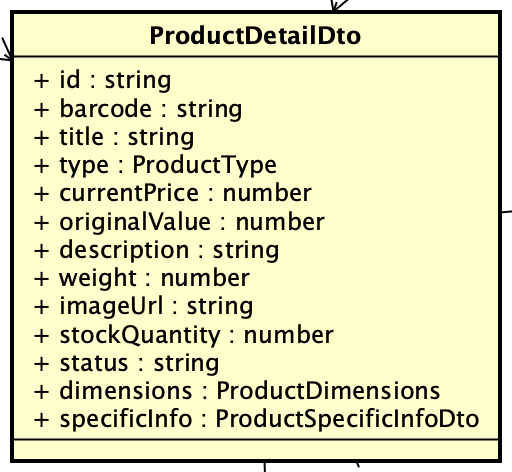 ProductDetailDto
+ id : string
+ barcode : string
+ title : string
+ type : ProductType
+ currentPrice : number
+ originalValue : number
+ description : string
+ weight : number
+ imageUrl : string
+ stockQuantity : number
+ status : string
+ dimensions : ProductDimensions
+ specificInfo : ProductSpecificInfoDto